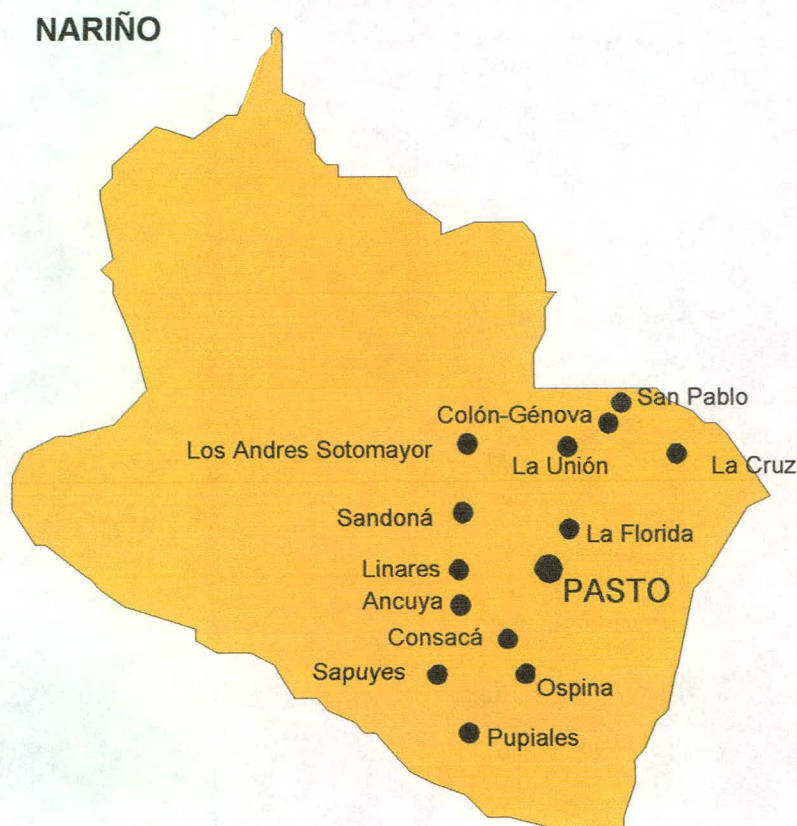 NARIÑO
San Pablo
Colón-Génova
Los Andres Sotomayor
La Unión
La Cruz
Sandoná
La Florida
Linares
PASTO
Ancuya
Consacá
Sapuyes
Ospina
Pupiales